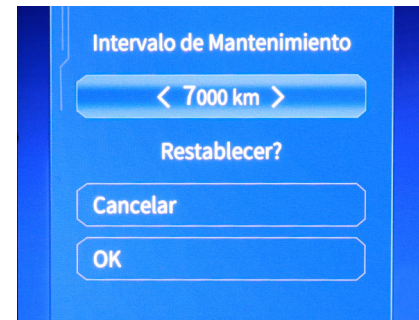 Intervalo de Mantenimiento
< 7000 km >
Restablecer?
Cancelar
OK